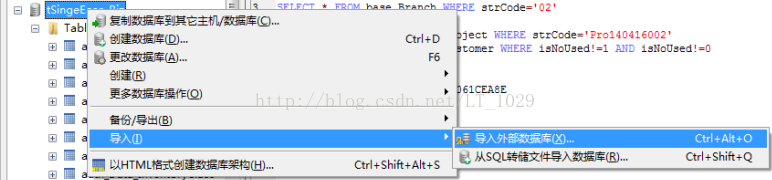 tSingeEase_Bip
Tabl
3
SELECT * FROM base_Branch WHERE strCode='02'
oject WHERE strCode='Pro140416002'
stomer WHERE isNoUsed!=1 AND isNoUsed!=0
061CEA8E
复制数据库到其它主机/数据库(C)...
创建数据库(D)... Ctrl+D
更改数据库(A)... F6
创建(R)
更多数据库操作(O)
备份/导出(B)
导入(I)
以HTML格式创建数据库架构(H)... Ctrl+Shift+Alt+S
导入外部数据库(X)... Ctrl+Alt+O
从SQL转储文件导入数据库(R)... Ctrl+Shift+Q
http://blog.csdn.net/LI_1029